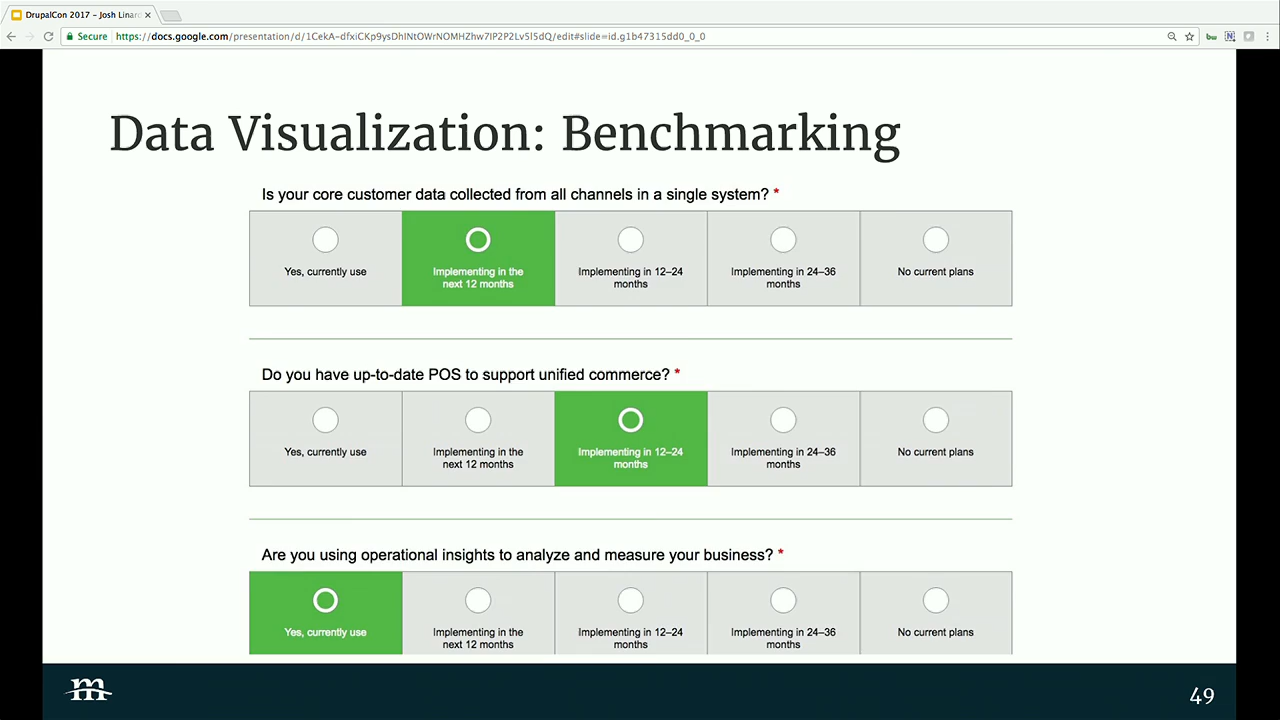 DrupalCon 2017 - Josh Linar
Secure
https://docs.google.com/presentation/d/1CekA-dfxiCKp9ysDhINtOWrNOMHZhw7IP2P2Lv5I5dQ/edit#slide=id.g1b47315dd0_0_0
Data Visualization: Benchmarking
Is your core customer data collected from all channels in a single system? *
Yes, currently use
Implementing in the
next 12 months
Implementing in 12–24
months
Implementing in 24–36
months
No current plans
Do you have up-to-date POS to support unified commerce? *
Yes, currently use
Implementing in the
next 12 months
Implementing in 12–24
months
Implementing in 24–36
months
No current plans
Are you using operational insights to analyze and measure your business? *
Yes, currently use
Implementing in the
next 12 months
Implementing in 12–24
months
Implementing in 24–36
months
No current plans
m
49